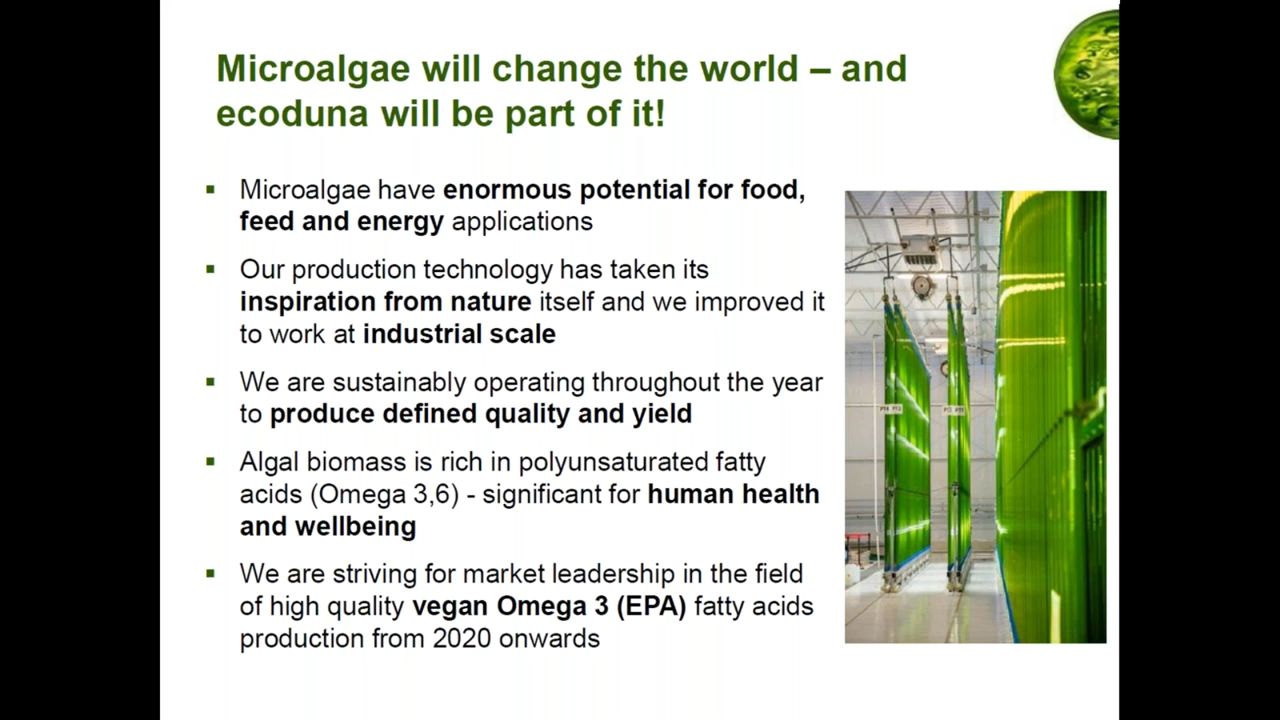 Microalgae will change the world – and
ecoduna will be part of it!
▪ Microalgae have enormous potential for food,
feed and energy applications
▪ Our production technology has taken its
inspiration from nature itself and we improved it
to work at industrial scale
▪ We are sustainably operating throughout the year
to produce defined quality and yield
▪ Algal biomass is rich in polyunsaturated fatty
acids (Omega 3,6) - significant for human health
and wellbeing
▪ We are striving for market leadership in the field
of high quality vegan Omega 3 (EPA) fatty acids
production from 2020 onwards